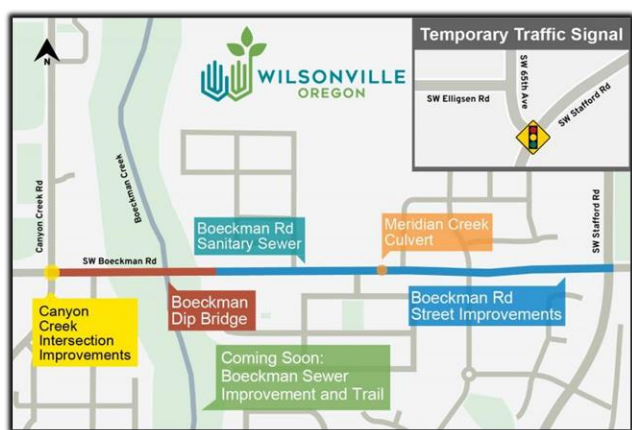 Temporary Traffic Signal
SW Elligsen Rd
SW 65th Ave
SW Stafford Rd
N
WILSONVILLE
OREGON
Canyon Creek Rd
Boeckman Creek
SW Stafford Rd
Boeckman Rd
Sanitary Sewer
Meridian Creek
Culvert
SW Boeckman Rd
Canyon
Creek
Intersection
Improvements
Boeckman
Dip Bridge
Boeckman Rd
Street Improvements
Coming Soon:
Boeckman Sewer
Improvement and Trail